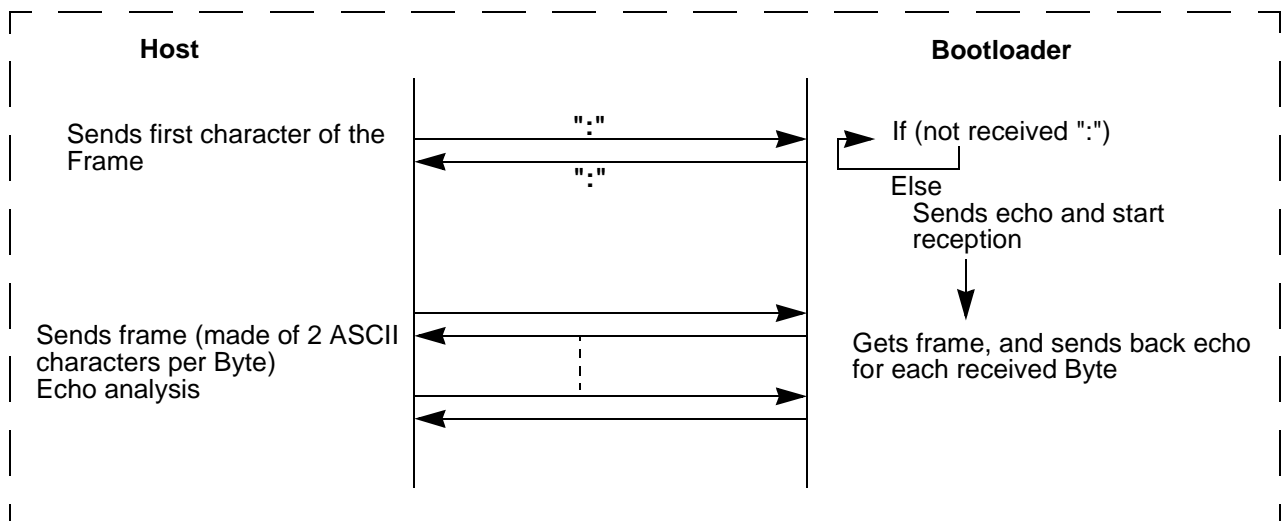 Host
Bootloader
Sends first character of the
Frame
":"
":"
If (not received ":")
Else
Sends echo and start
reception
Sends frame (made of 2 ASCII
characters per Byte)
Echo analysis
Gets frame, and sends back echo
for each received Byte